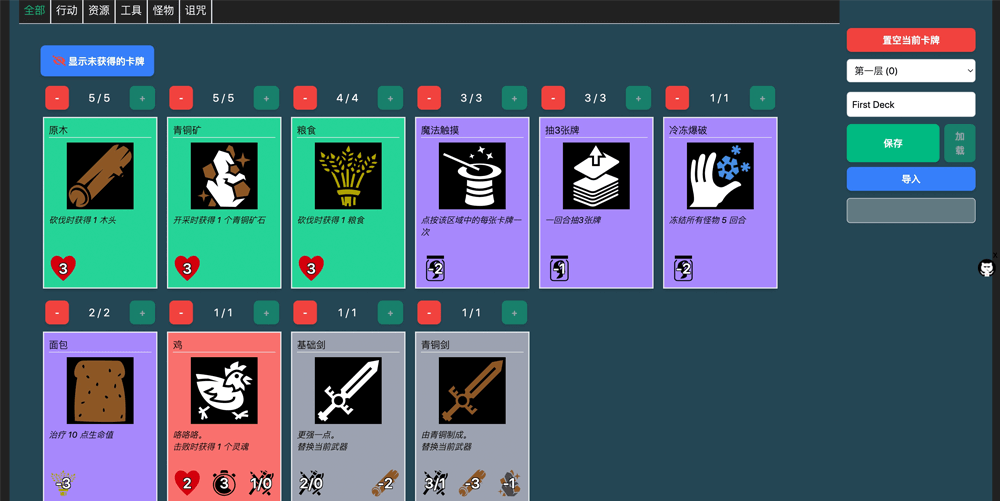 全部 行动 资源 工具 怪物 诅咒
显示未获得的卡牌
- 5 / 5 + - 5 / 5 + - 4 / 4 + - 3 / 3 + - 3 / 3 + - 1 / 1 +
原木
砍伐时获得 1 木头
3
青铜矿
开采时获得 1 个青铜矿石
3
粮食
砍伐时获得 1 粮食
3
魔法触摸
点按该区域中的每张卡牌一
次
-2
抽3张牌
一回合抽3张牌
-1
冷冻爆破
冻结所有怪物 5 回合
-2
- 2 / 2 + - 1 / 1 + - 1 / 1 + - 1 / 1 +
面包
治疗 10 点生命值
-3
鸡
咯咯咯。
击败时获得 1 个灵魂
2 3 1/0
基础剑
更强一点。
替换当前武器
2/0 -2
青铜剑
由青铜制成。
替换当前武器
3/1 -3 -1
置空当前卡牌
第一层 (0)
First Deck
保存
加
载
导入